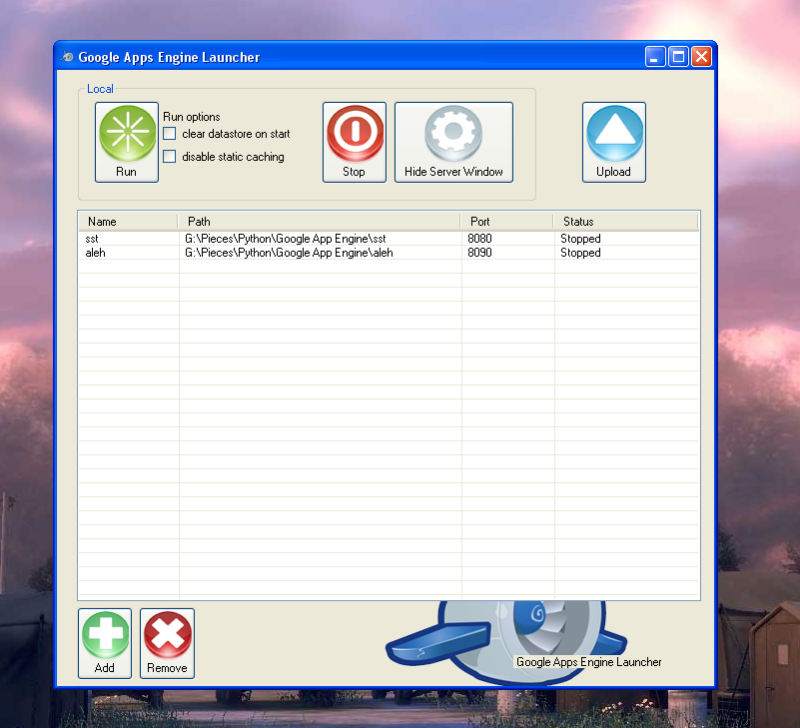 Google Apps Engine Launcher
Local
Run options
clear datastore on start
disable static caching
Run
Stop
Hide Server Window
Upload
Name Path Port Status
sst G:\Pieces\Python\Google App Engine\sst 8080 Stopped
aleh G:\Pieces\Python\Google App Engine\aleh 8090 Stopped
Add
Remove
Google Apps Engine Launcher